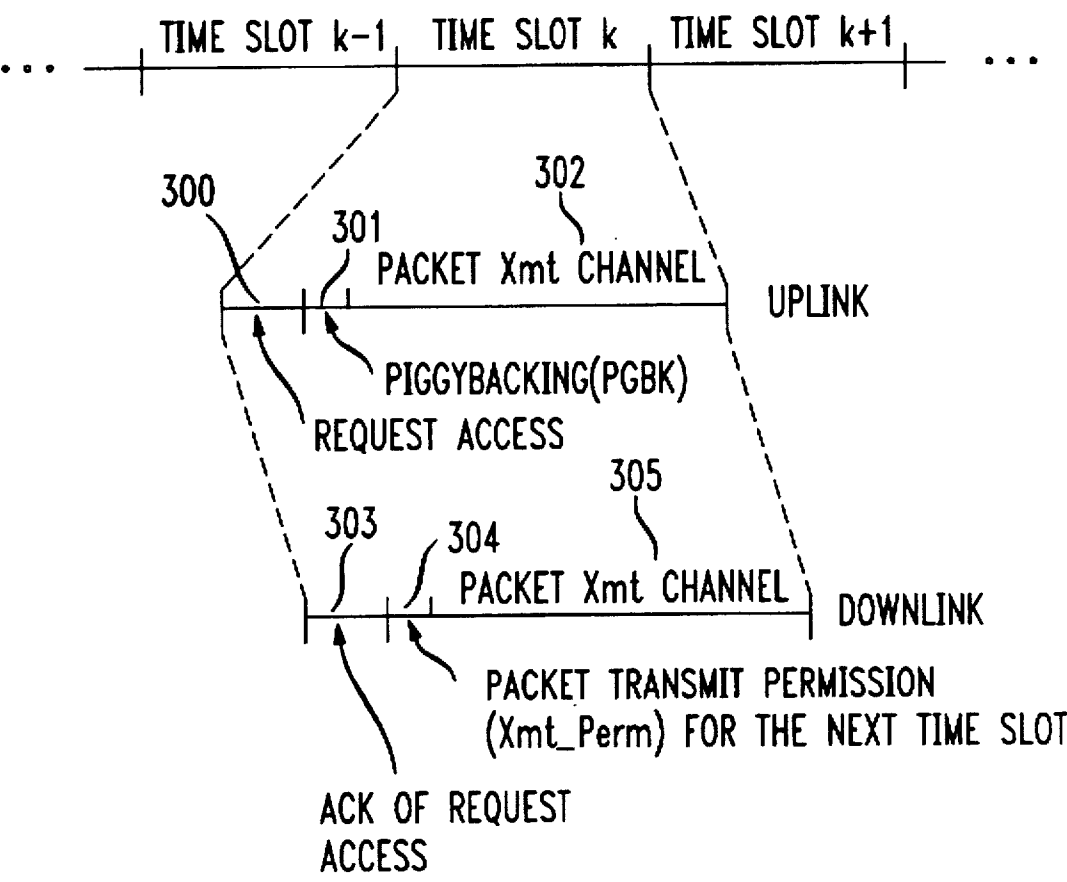 TIME SLOT k-1 TIME SLOT k TIME SLOT k+1
... ...
302
300
301
PACKET Xmt CHANNEL
UPLINK
PIGGYBACKING(PGBK)
REQUEST ACCESS
305
303
304
PACKET Xmt CHANNEL
DOWNLINK
PACKET TRANSMIT PERMISSION
(Xmt_Perm) FOR THE NEXT TIME SLOT
ACK OF REQUEST
ACCESS